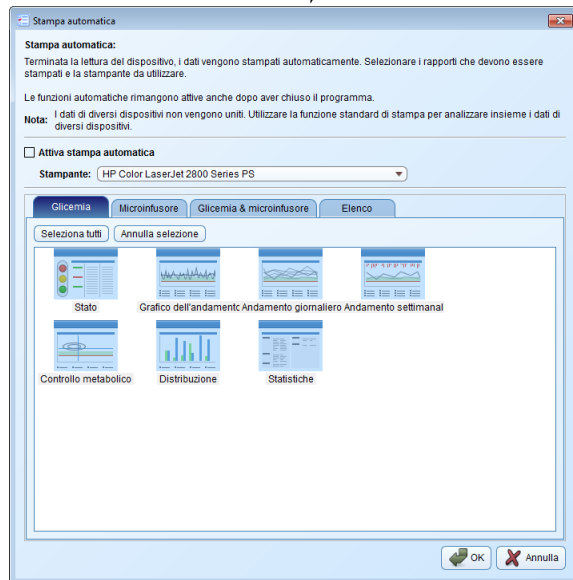 Stampa automatica
Stampa automatica:
Terminata la lettura del dispositivo, i dati vengono stampati automaticamente. Selezionare i rapporti che devono essere
stampati e la stampante da utilizzare.
Le funzioni automatiche rimangono attive anche dopo aver chiuso il programma.
Nota: I dati di diversi dispositivi non vengono uniti. Utilizzare la funzione standard di stampa per analizzare insieme i dati di
diversi dispositivi.
Attiva stampa automatica
Stampante: HP Color LaserJet 2800 Series PS
Glicemia Microinfusore Glicemia & microinfusore Elenco
Seleziona tutti Annulla selezione
Stato Grafico dell'andamento Andamento giornaliero Andamento settimanal
Controllo metabolico Distribuzione Statistiche
OK Annulla